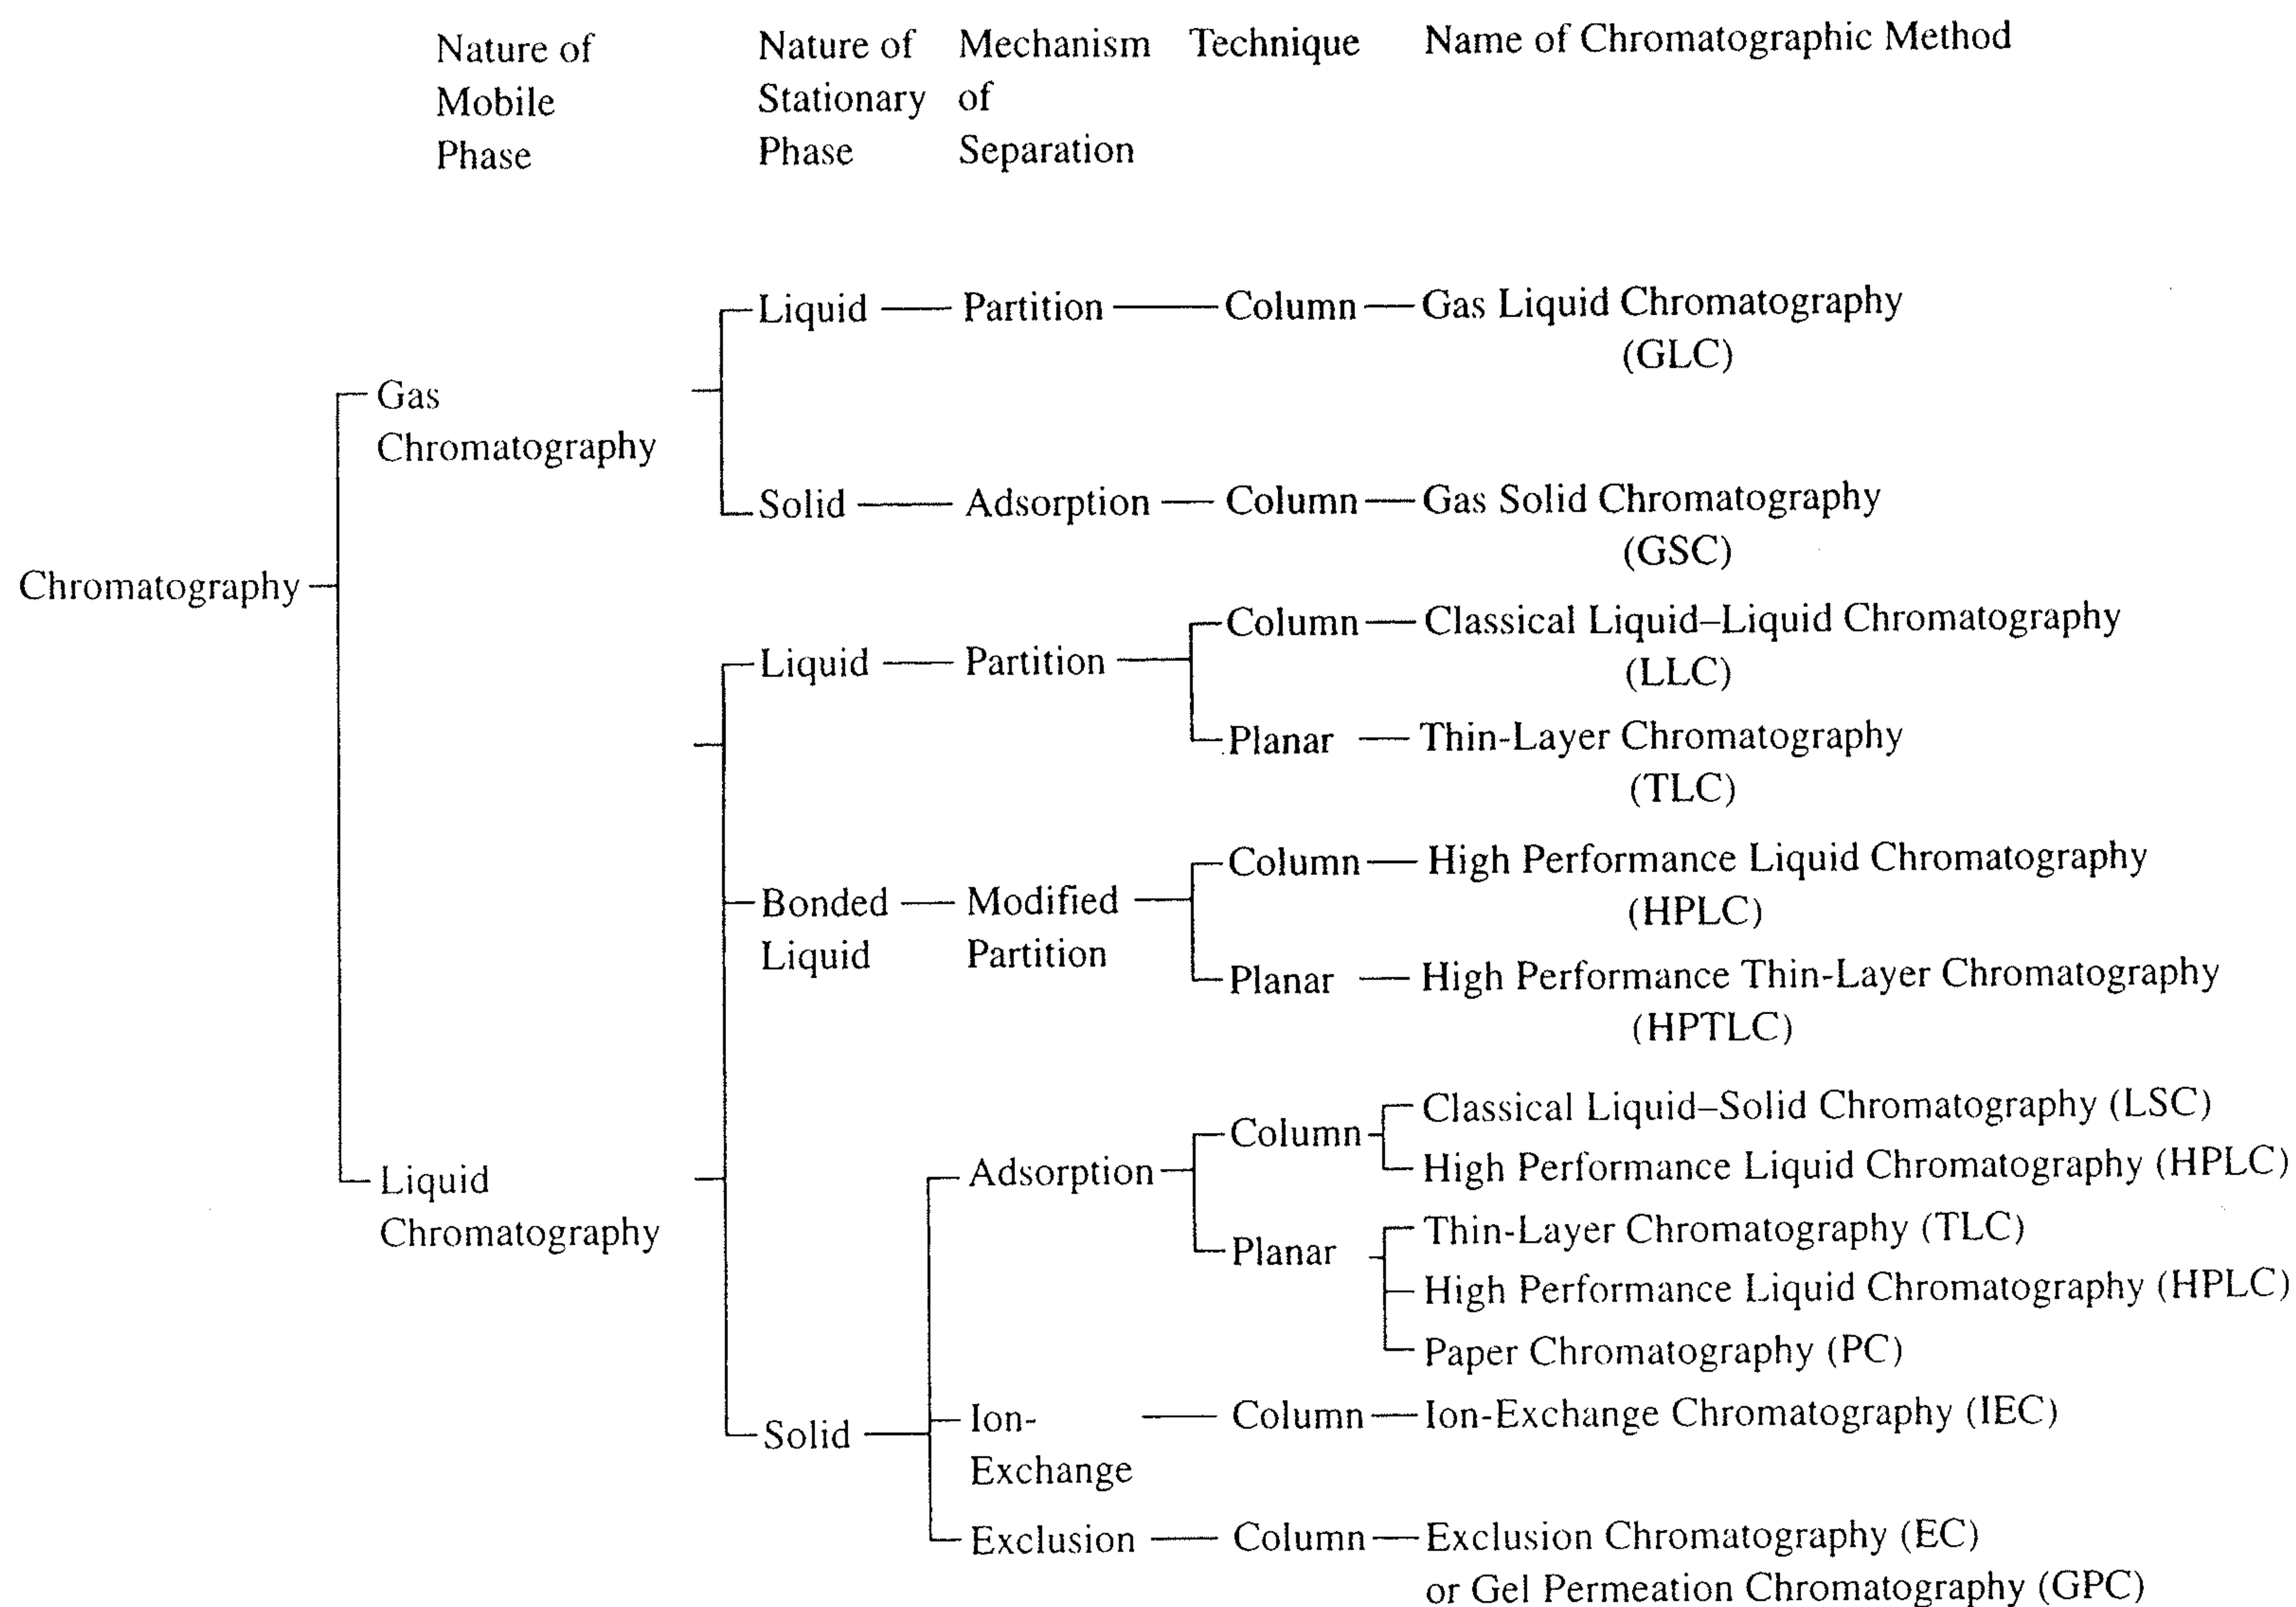 Nature of
Mobile
Phase
Nature of
Stationary
Phase
Mechanism
of
Separation
Technique
Name of Chromatographic Method
Chromatography
Gas
Chromatography
Liquid
Partition
Column
Gas Liquid Chromatography
(GLC)
Solid
Adsorption
Column
Gas Solid Chromatography
(GSC)
Liquid
Chromatography
Liquid
Partition
Column
Classical Liquid–Liquid Chromatography
(LLC)
Planar
Thin-Layer Chromatography
(TLC)
Bonded
Liquid
Modified
Partition
Column
High Performance Liquid Chromatography
(HPLC)
Planar
High Performance Thin-Layer Chromatography
(HPTLC)
Solid
Adsorption
Column
Classical Liquid–Solid Chromatography (LSC)
High Performance Liquid Chromatography (HPLC)
Planar
Thin-Layer Chromatography (TLC)
High Performance Liquid Chromatography (HPLC)
Paper Chromatography (PC)
Ion-
Exchange
Column
Ion-Exchange Chromatography (IEC)
Exclusion
Column
Exclusion Chromatography (EC)
or Gel Permeation Chromatography (GPC)